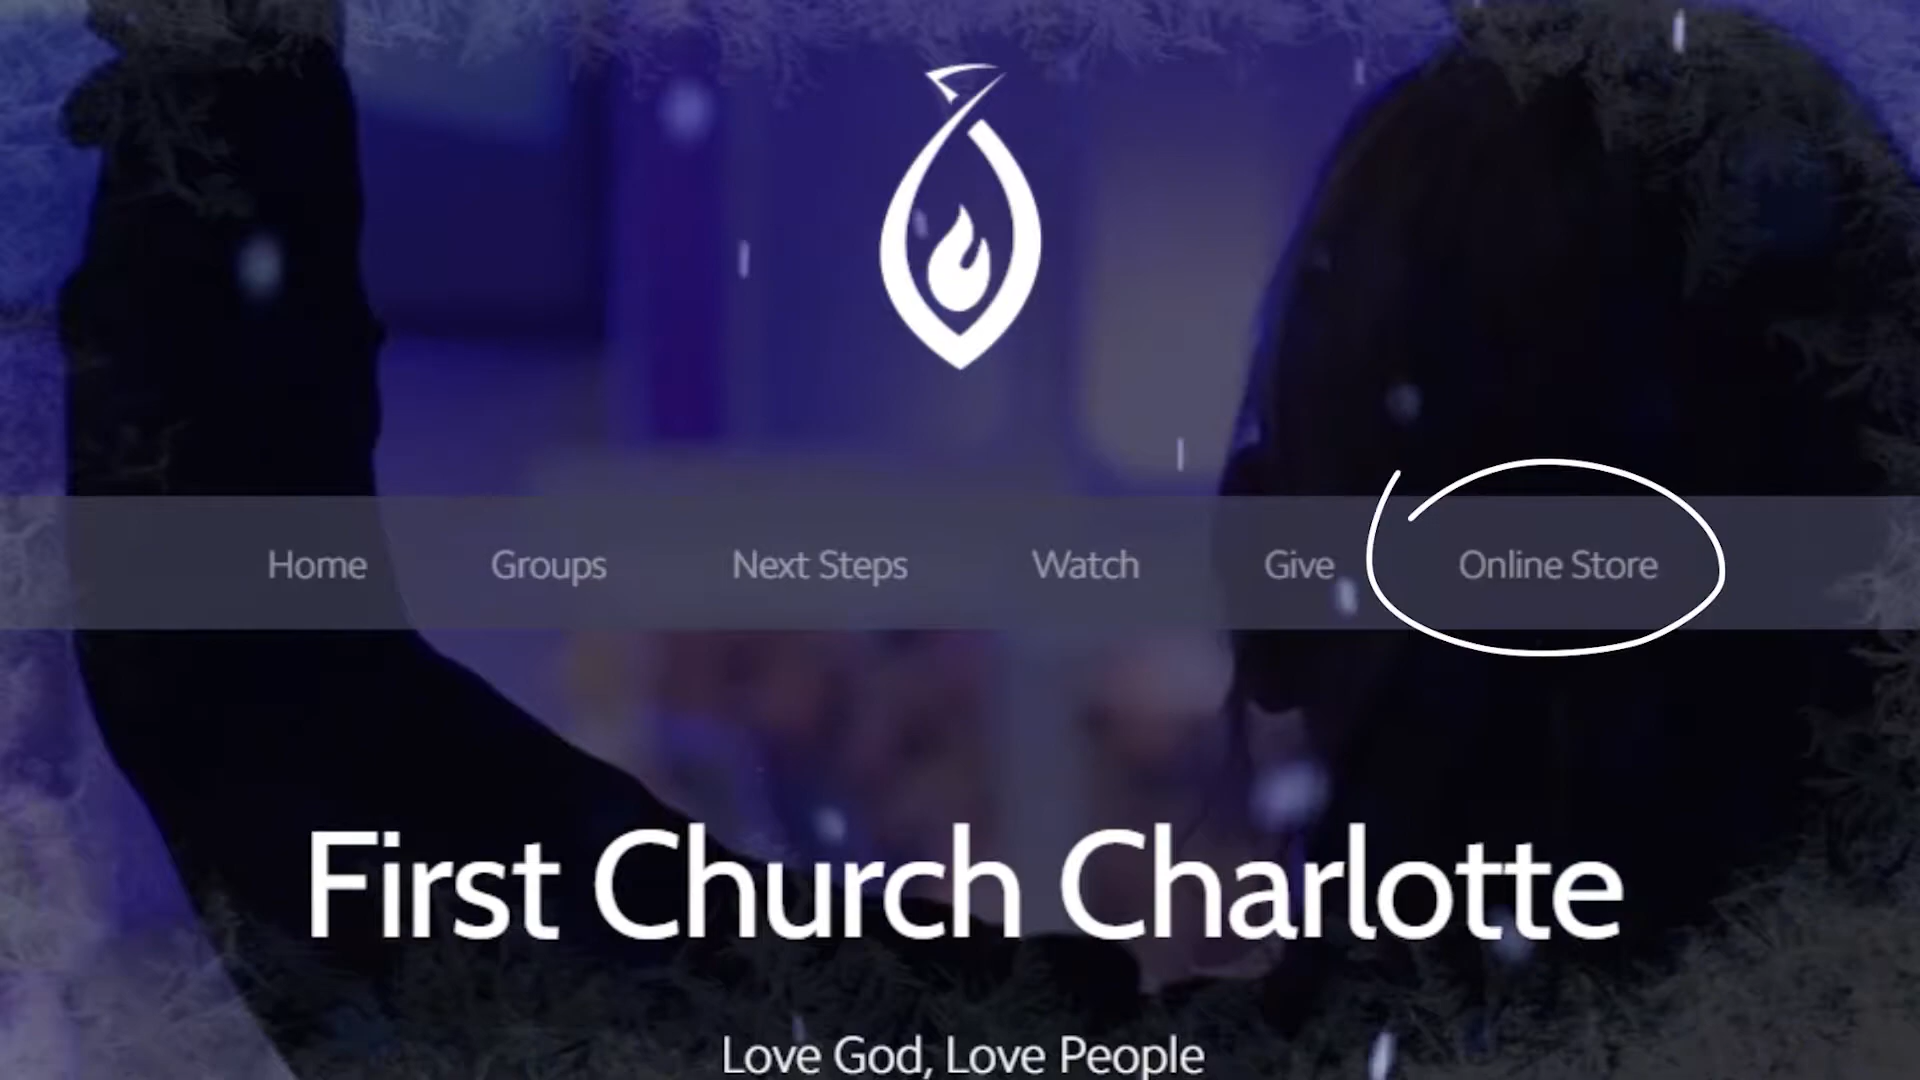 Home Groups Next Steps Watch Give Online Store
First Church Charlotte
Love God, Love People